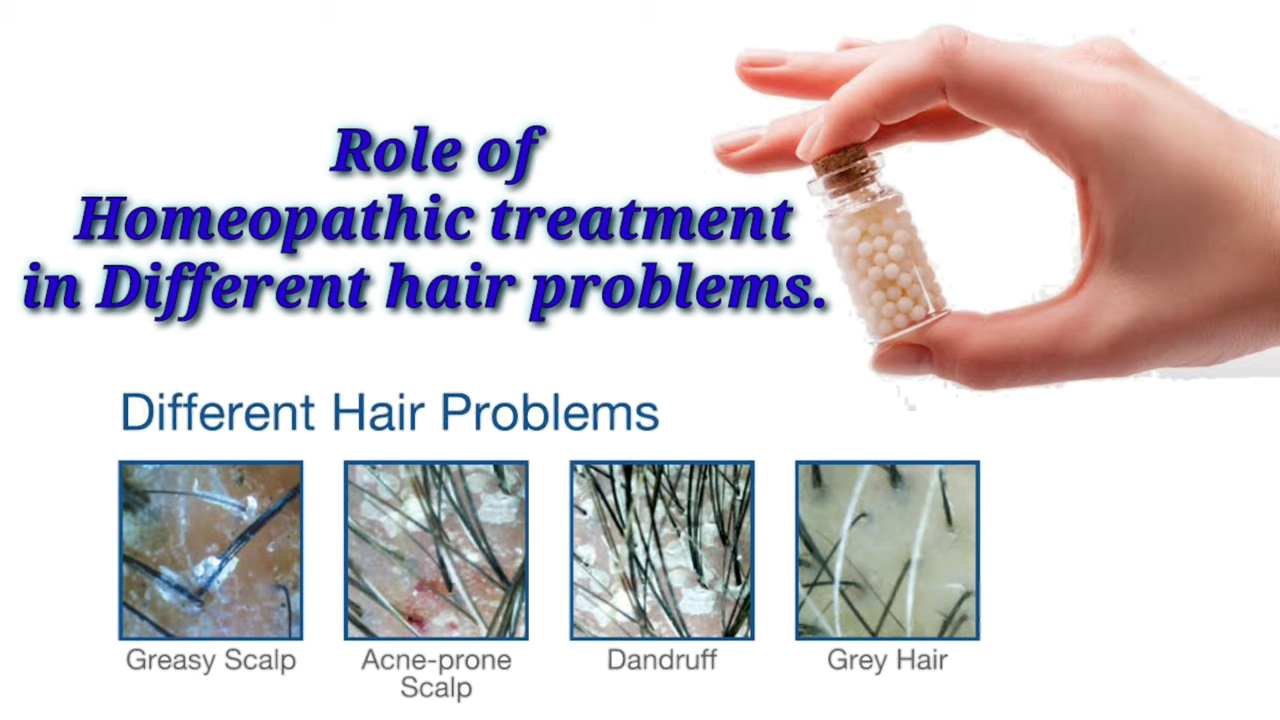 Role of
Homeopathic treatment
in Different hair problems.
Different Hair Problems
Greasy Scalp
Acne-prone
Scalp
Dandruff
Grey Hair